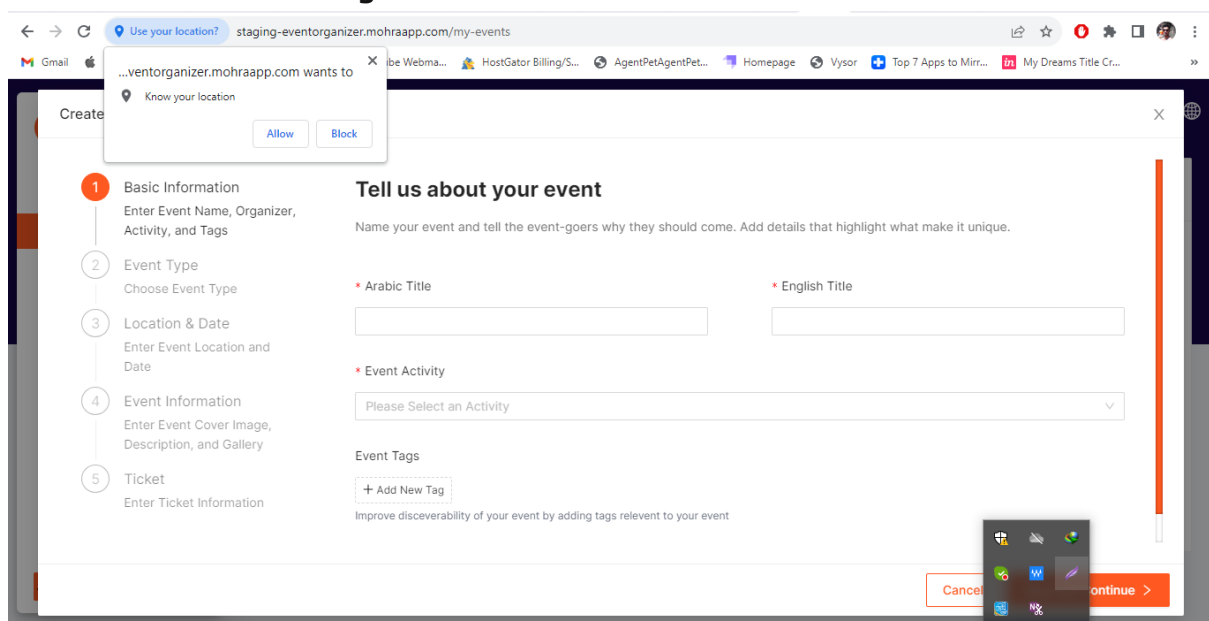 Use your location? staging-eventorganizer.mohraapp.com/my-events
Gmail be Webma... HostGator Billing/S... AgentPetAgentPet... Homepage Vysor Top 7 Apps to Mirr... in My Dreams Title Cr... »
...ventorganizer.mohraapp.com wants to
Know your location
Allow Block
Create
1 Basic Information
Enter Event Name, Organizer,
Activity, and Tags
2 Event Type
Choose Event Type
3 Location & Date
Enter Event Location and
Date
4 Event Information
Enter Event Cover Image,
Description, and Gallery
5 Ticket
Enter Ticket Information
Tell us about your event
Name your event and tell the event-goers why they should come. Add details that highlight what make it unique.
* Arabic Title * English Title
* Event Activity
Please Select an Activity
Event Tags
+ Add New Tag
Improve disceverability of your event by adding tags relevent to your event
Cancel ontinue >